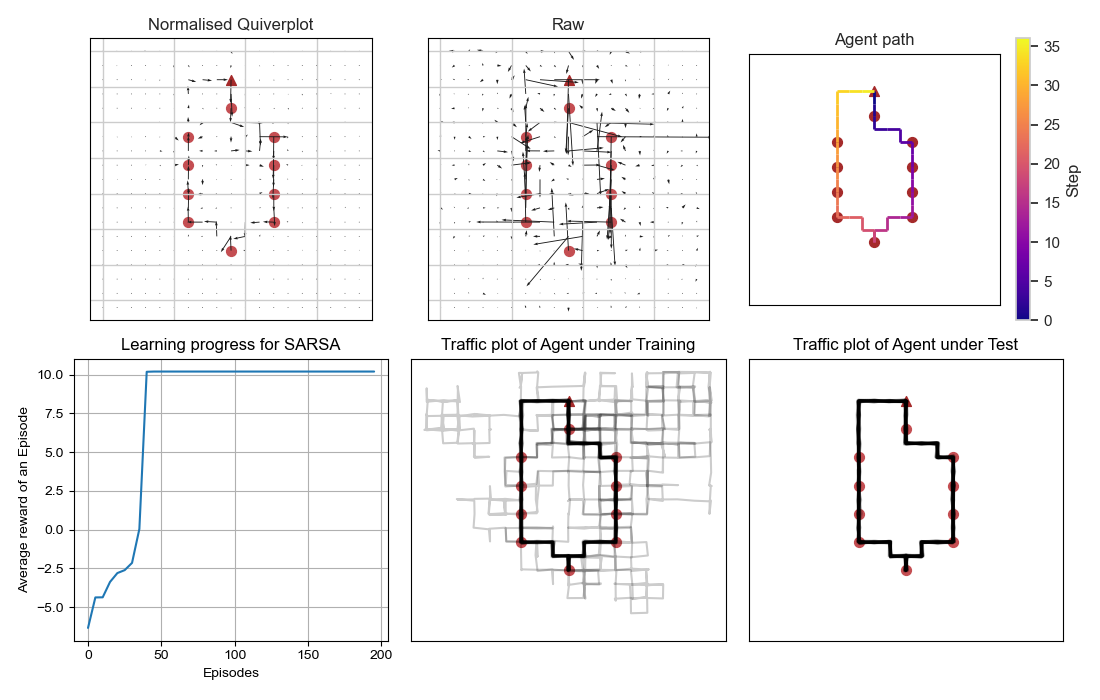 Normalised Quiverplot
Raw
Agent path
35
30
25
20
15
10
5
0
Step
Learning progress for SARSA
Traffic plot of Agent under Training
Traffic plot of Agent under Test
Average reward of an Episode
10.0
7.5
5.0
2.5
0.0
−2.5
−5.0
0 50 100 150 200
Episodes